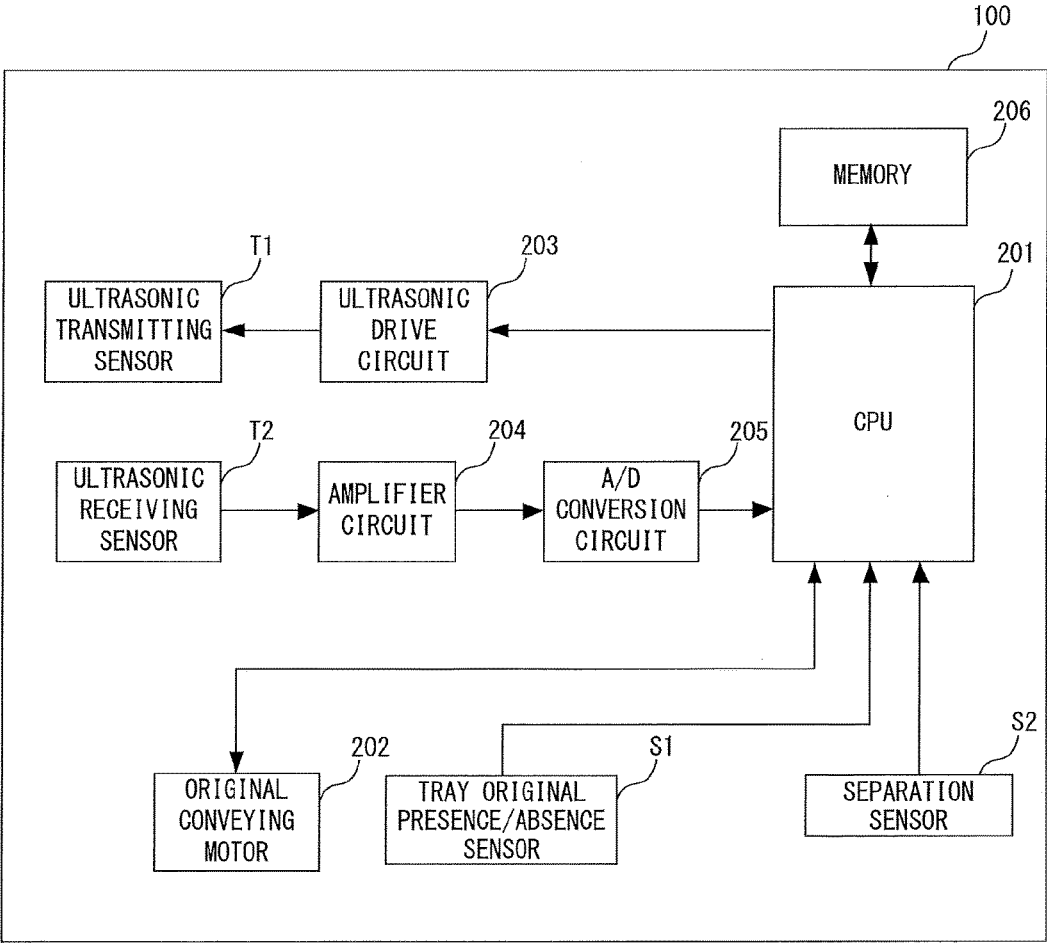 100
206
MEMORY
T1
203
201
ULTRASONIC
TRANSMITTING
SENSOR
ULTRASONIC
DRIVE
CIRCUIT
CPU
T2
204
205
ULTRASONIC
RECEIVING
SENSOR
AMPLIFIER
CIRCUIT
A/D
CONVERSION
CIRCUIT
202
S1
S2
ORIGINAL
CONVEYING
MOTOR
TRAY ORIGINAL
PRESENCE/ABSENCE
SENSOR
SEPARATION
SENSOR